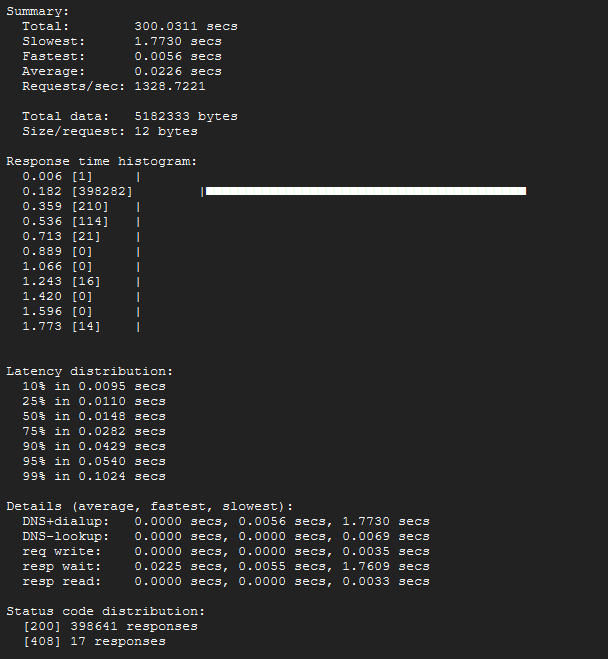 Summary:
  Total:        300.0311 secs
  Slowest:      1.7730 secs
  Fastest:      0.0056 secs
  Average:      0.0226 secs
  Requests/sec: 1328.7221
  Total data:   5182333 bytes
  Size/request: 12 bytes
Response time histogram:
  0.006 [1]     |
  0.182 [398282]        |■■■■■■■■■■■■■■■■■■■■■■■■■■■■■■■■■■■■■■■■
  0.359 [210]   |
  0.536 [114]   |
  0.713 [21]    |
  0.889 [0]     |
  1.066 [0]     |
  1.243 [16]    |
  1.420 [0]     |
  1.596 [0]     |
  1.773 [14]    |
Latency distribution:
  10% in 0.0095 secs
  25% in 0.0110 secs
  50% in 0.0148 secs
  75% in 0.0282 secs
  90% in 0.0429 secs
  95% in 0.0540 secs
  99% in 0.1024 secs
Details (average, fastest, slowest):
  DNS+dialup:   0.0000 secs, 0.0056 secs, 1.7730 secs
  DNS-lookup:   0.0000 secs, 0.0000 secs, 0.0069 secs
  req write:    0.0000 secs, 0.0000 secs, 0.0035 secs
  resp wait:    0.0225 secs, 0.0055 secs, 1.7609 secs
  resp read:    0.0000 secs, 0.0000 secs, 0.0033 secs
Status code distribution:
  [200] 398641 responses
  [408] 17 responses